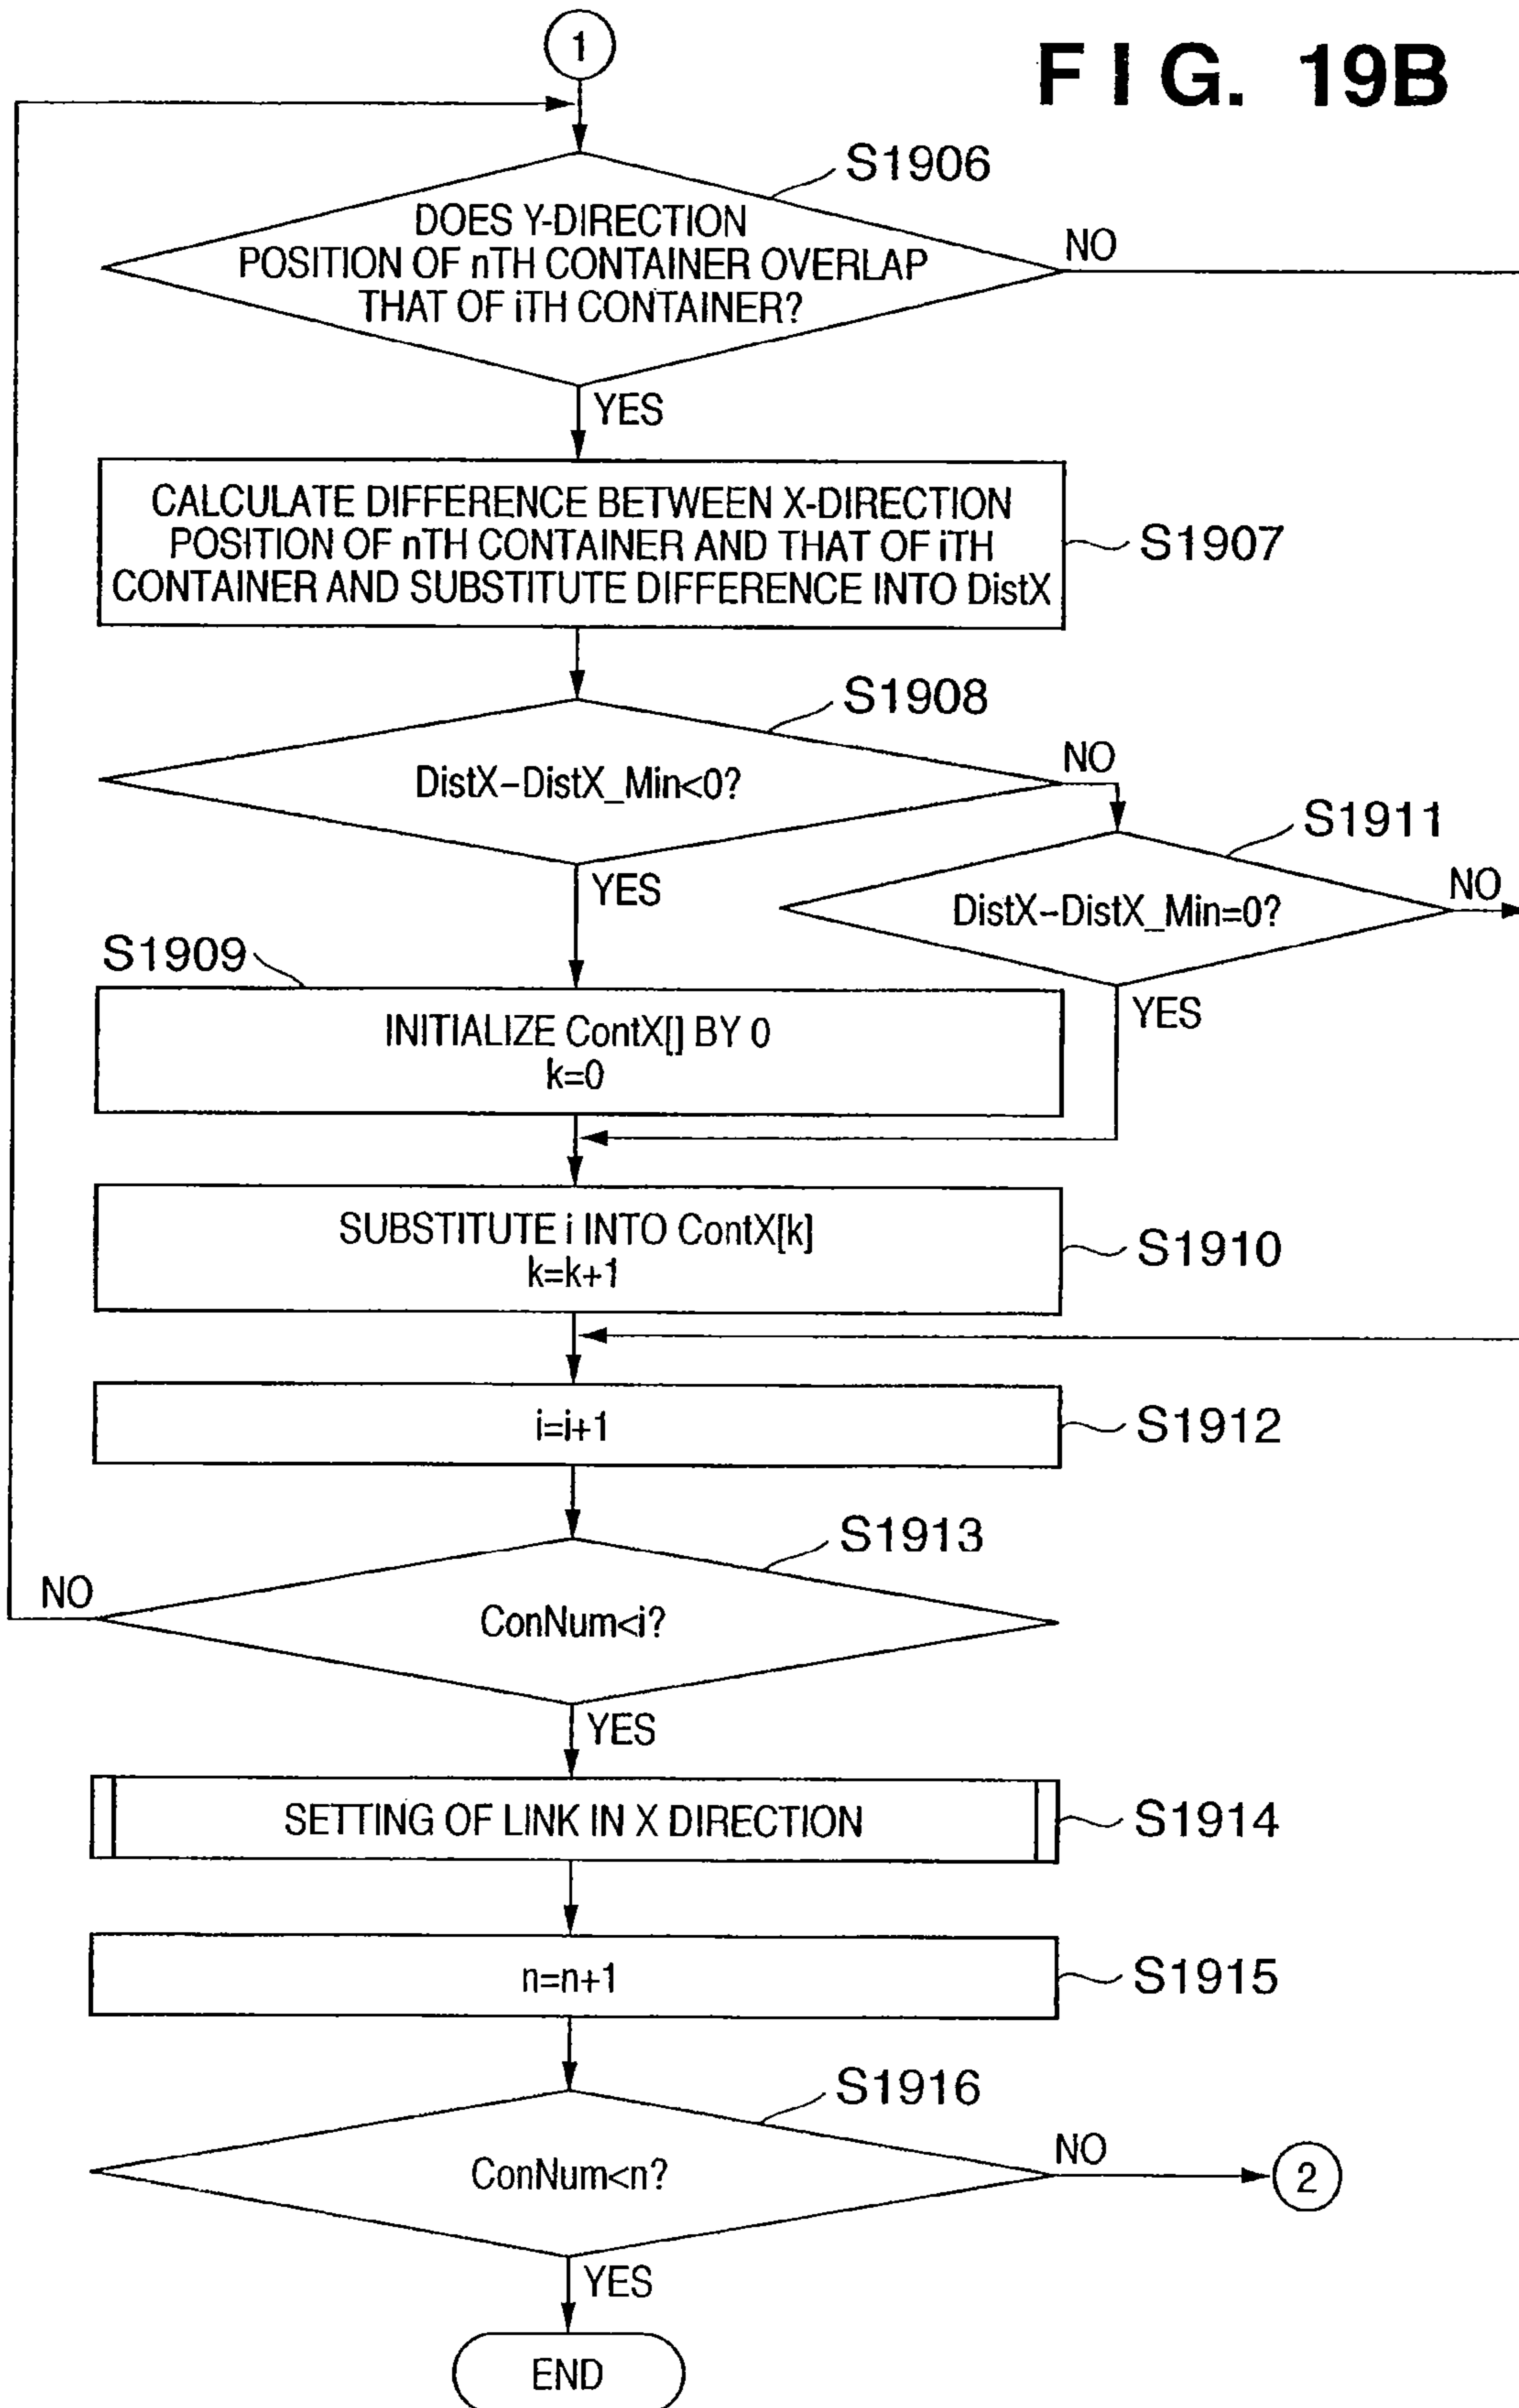 1
FIG. 19B
S1906
DOES Y-DIRECTION
POSITION OF nTH CONTAINER OVERLAP
THAT OF iTH CONTAINER?
NO
YES
CALCULATE DIFFERENCE BETWEEN X-DIRECTION
POSITION OF nTH CONTAINER AND THAT OF iTH
CONTAINER AND SUBSTITUTE DIFFERENCE INTO DistX
S1907
S1908
DistX-DistX_Min<0?
NO
YES
S1911
DistX-DistX_Min=0?
NO
YES
S1909
INITIALIZE ContX[] BY 0
k=0
SUBSTITUTE i INTO ContX[k]
k=k+1
S1910
i=i+1
S1912
S1913
NO
ConNum<i?
YES
SETTING OF LINK IN X DIRECTION
S1914
n=n+1
S1915
S1916
ConNum<n?
NO
2
YES
END